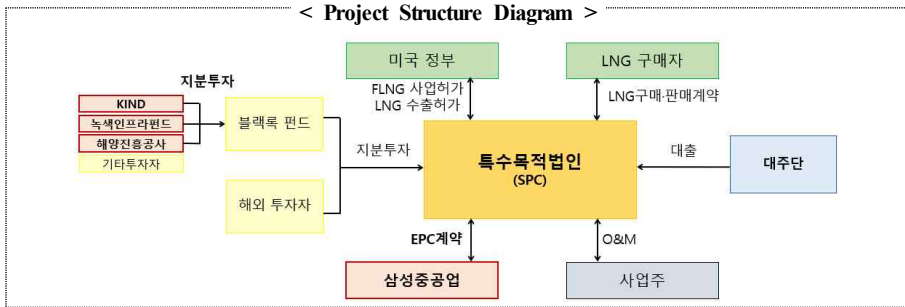 < Project Structure Diagram >
미국 정부
LNG 구매자
지분투자
FLNG 사업허가
LNG 수출허가
LNG구매·판매계약
KIND
녹색인프라펀드
해양진흥공사
기타투자자
블랙록 펀드
지분투자
특수목적법인
(SPC)
대출
대주단
해외 투자자
EPC계약
O&M
삼성중공업
사업주